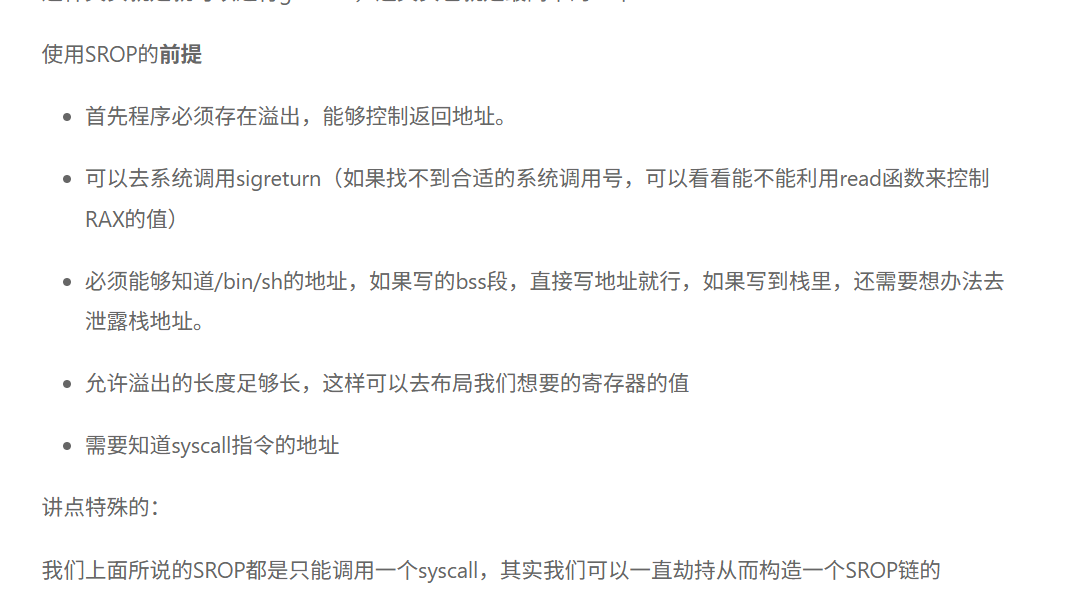 使用SROP的前提
首先程序必须存在溢出，能够控制返回地址。
可以去系统调用sigreturn（如果找不到合适的系统调用号，可以看看能不能利用read函数来控制
RAX的值）
必须能够知道/bin/sh的地址，如果写的bss段，直接写地址就行，如果写到栈里，还需要想办法去
泄露栈地址。
允许溢出的长度足够长，这样可以去布局我们想要的寄存器的值
需要知道syscall指令的地址
讲点特殊的：
我们上面所说的SROP都是只能调用一个syscall，其实我们可以一直劫持从而构造一个SROP链的